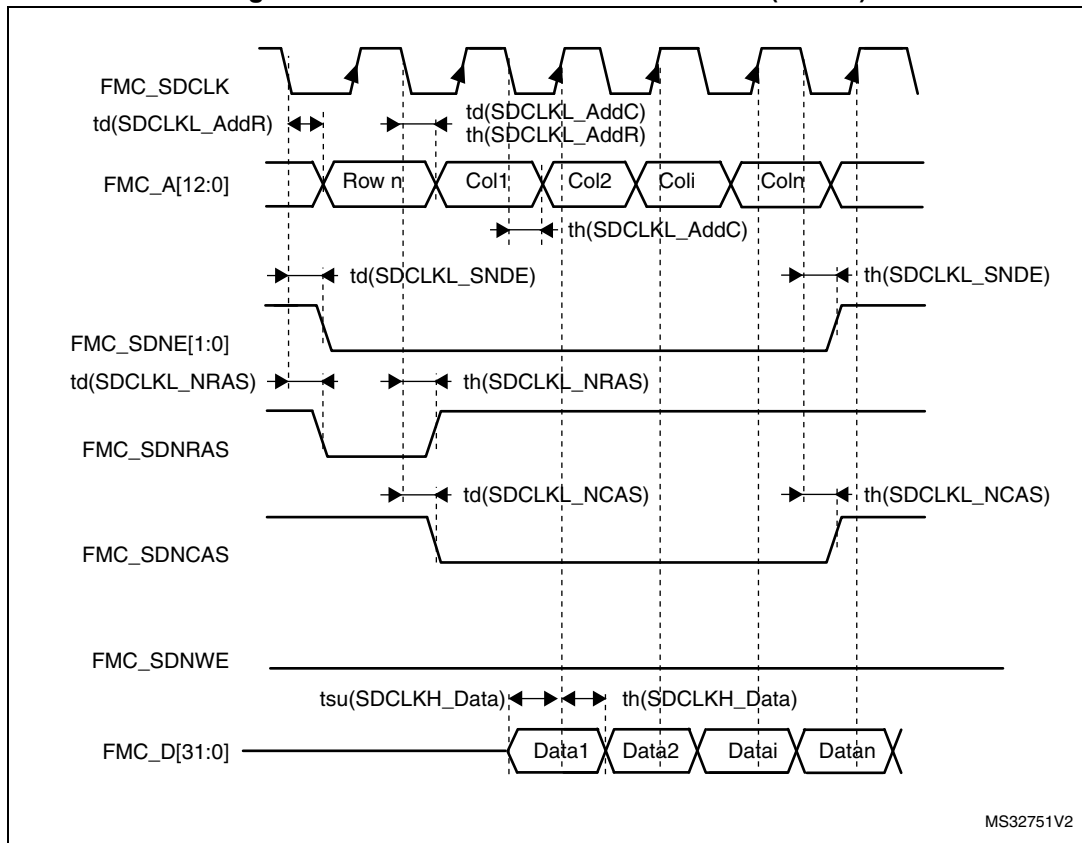 FMC_SDCLK
td(SDCLKL_AddR)
td(SDCLKL_AddC)
th(SDCLKL_AddR)
FMC_A[12:0]
Row n
Col1
Col2
Coli
Coln
th(SDCLKL_AddC)
td(SDCLKL_SNDE)
th(SDCLKL_SNDE)
FMC_SDNE[1:0]
td(SDCLKL_NRAS)
th(SDCLKL_NRAS)
FMC_SDNRAS
td(SDCLKL_NCAS)
th(SDCLKL_NCAS)
FMC_SDNCAS
FMC_SDNWE
tsu(SDCLKH_Data)
th(SDCLKH_Data)
FMC_D[31:0]
Data1
Data2
Datai
Datan
MS32751V2